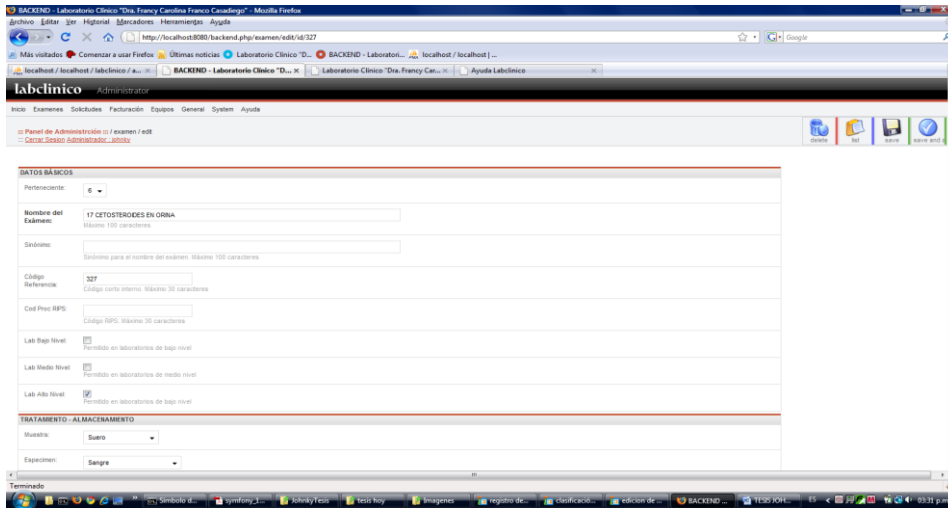 BACKEND - Laboratorio Clínico "Dra. Francy Carolina Franco Casadiego" - Mozilla Firefox
Archivo Editar Ver Historial Marcadores Herramientas Ayuda
http://localhost:8080/backend.php/examen/edit/id/327
Google
Más visitados Comenzar a usar Firefox Últimas noticias Laboratorio Clínico "D... BACKEND - Laboratori... localhost / localhost | ...
localhost / localhost / labclinico / a... BACKEND - Laboratorio Clínico "D... Laboratorio Clínico "Dra. Francy Car... Ayuda Labclinico
labclinico Administrator
Inicio Examenes Solicitudes Facturación Equipos General System Ayuda
::: Panel de Administrción ::: / examen / edit
::: Cerrar Sesion Administrador : johnky
delete list save save and
DATOS BÁSICOS
Perteneciente: 6
Nombre del Exámen: 17 CETOSTEROIDES EN ORINA
Máximo 100 caracteres
Sinónimo:
Sinónimo para el nombre del exámen. Máximo 100 caracteres
Código Referencia: 327
Código corto interno. Máximo 30 caracteres
Cod Proc RIPS:
Código RIPS. Máximo 30 caracteres
Lab Bajo Nivel:
Permitido en laboratorios de bajo nivel
Lab Medio Nivel:
Permitido en laboratorios de medio nivel
Lab Alto Nivel:
Permitido en laboratorios de bajo nivel
TRATAMIENTO - ALMACENAMIENTO
Muestra: Suero
Especimen: Sangre
Terminado
Símbolo d... symfony_1... JohnkyTesis tesis hoy Imagenes registro de... clasificació... edicion de ... BACKEND ... TESIS JOH... ES 03:31 p.m.